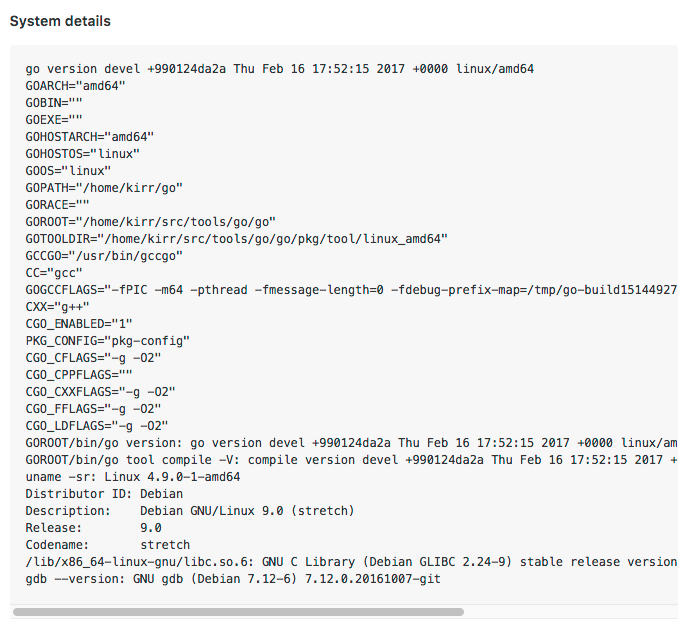 System details
go version devel +990124da2a Thu Feb 16 17:52:15 2017 +0000 linux/amd64
GOARCH="amd64"
GOBIN=""
GOEXE=""
GOHOSTARCH="amd64"
GOHOSTOS="linux"
GOOS="linux"
GOPATH="/home/kirr/go"
GORACE=""
GOROOT="/home/kirr/src/tools/go/go"
GOTOOLDIR="/home/kirr/src/tools/go/go/pkg/tool/linux_amd64"
GCCGO="/usr/bin/gccgo"
CC="gcc"
GOGCCFLAGS="-fPIC -m64 -pthread -fmessage-length=0 -fdebug-prefix-map=/tmp/go-build15144927
CXX="g++"
CGO_ENABLED="1"
PKG_CONFIG="pkg-config"
CGO_CFLAGS="-g -O2"
CGO_CPPFLAGS=""
CGO_CXXFLAGS="-g -O2"
CGO_FFLAGS="-g -O2"
CGO_LDFLAGS="-g -O2"
GOROOT/bin/go version: go version devel +990124da2a Thu Feb 16 17:52:15 2017 +0000 linux/am
GOROOT/bin/go tool compile -V: compile version devel +990124da2a Thu Feb 16 17:52:15 2017 +
uname -sr: Linux 4.9.0-1-amd64
Distributor ID: Debian
Description:    Debian GNU/Linux 9.0 (stretch)
Release:        9.0
Codename:       stretch
/lib/x86_64-linux-gnu/libc.so.6: GNU C Library (Debian GLIBC 2.24-9) stable release version
gdb --version: GNU gdb (Debian 7.12-6) 7.12.0.20161007-git